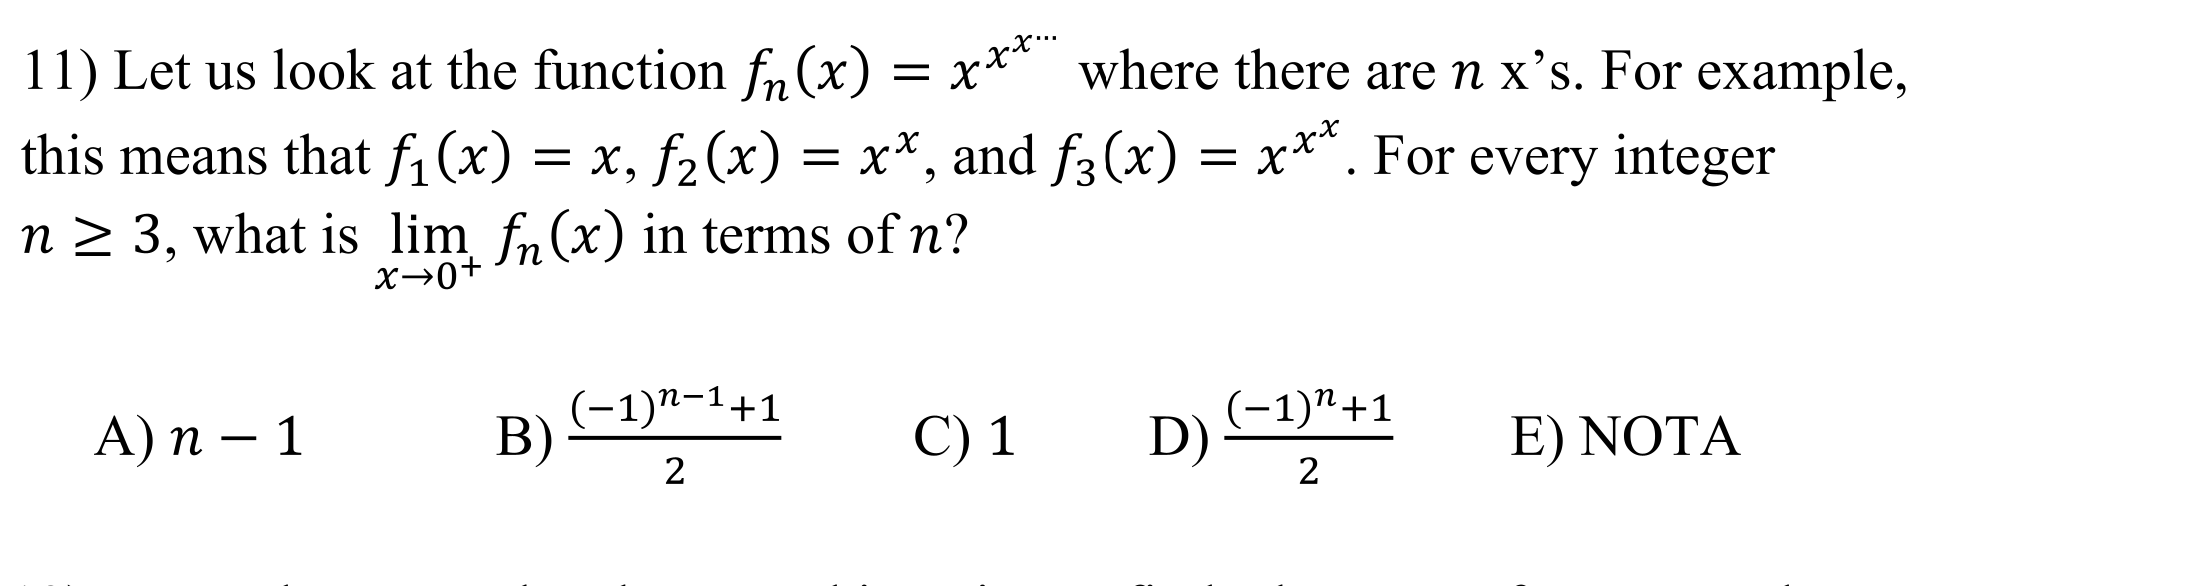 11) Let us look at the function fₙ(x) = x^x^x^… where there are n x’s. For example,
this means that f₁(x) = x, f₂(x) = x^x, and f₃(x) = x^x^x. For every integer
n ≥ 3, what is lim_{x→0⁺} fₙ(x) in terms of n?
A) n − 1 B) ((−1)^{n−1}+1)/2 C) 1 D) ((−1)^n+1)/2 E) NOTA